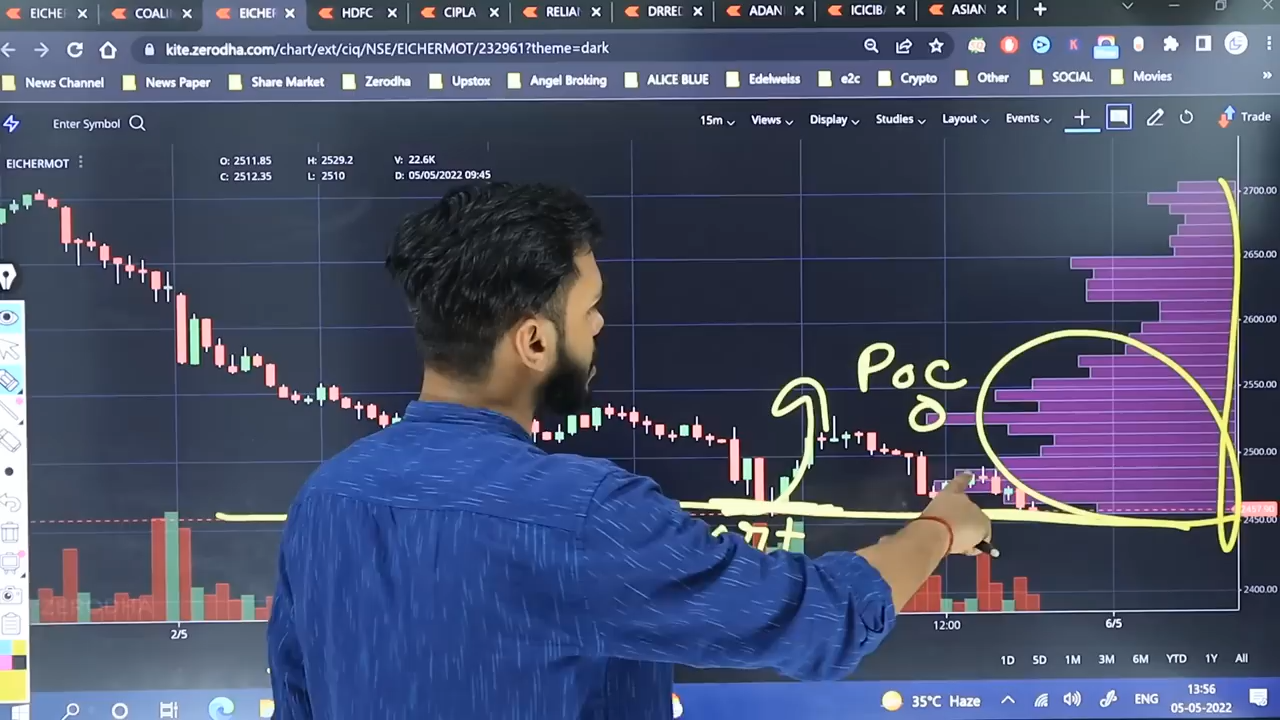 EICHE
COALI
EICHE
HDFC
CIPLA
RELIA
DRREC
ADAN
ICICIB
ASIAN
kite.zerodha.com/chart/ext/ciq/NSE/EICHERMOT/232961?theme=dark
News Channel
News Paper
Share Market
Zerodha
Upstox
Angel Broking
ALICE BLUE
Edelweiss
e2c
Crypto
Other
SOCIAL
Movies
Enter Symbol
15m
Views
Display
Studies
Layout
Events
Trade
EICHERMOT
O: 2511.85
H: 2529.2
V: 22.6K
C: 2512.35
L: 2510
D: 05/05/2022 09:45
2700.00
2650.00
2600.00
2550.00
2500.00
2457.90
2450.00
2400.00
POC
ZERODHA
2/5
12:00
6/5
1D
5D
1M
3M
6M
YTD
1Y
All
35°C Haze
ENG
13:56
05-05-2022